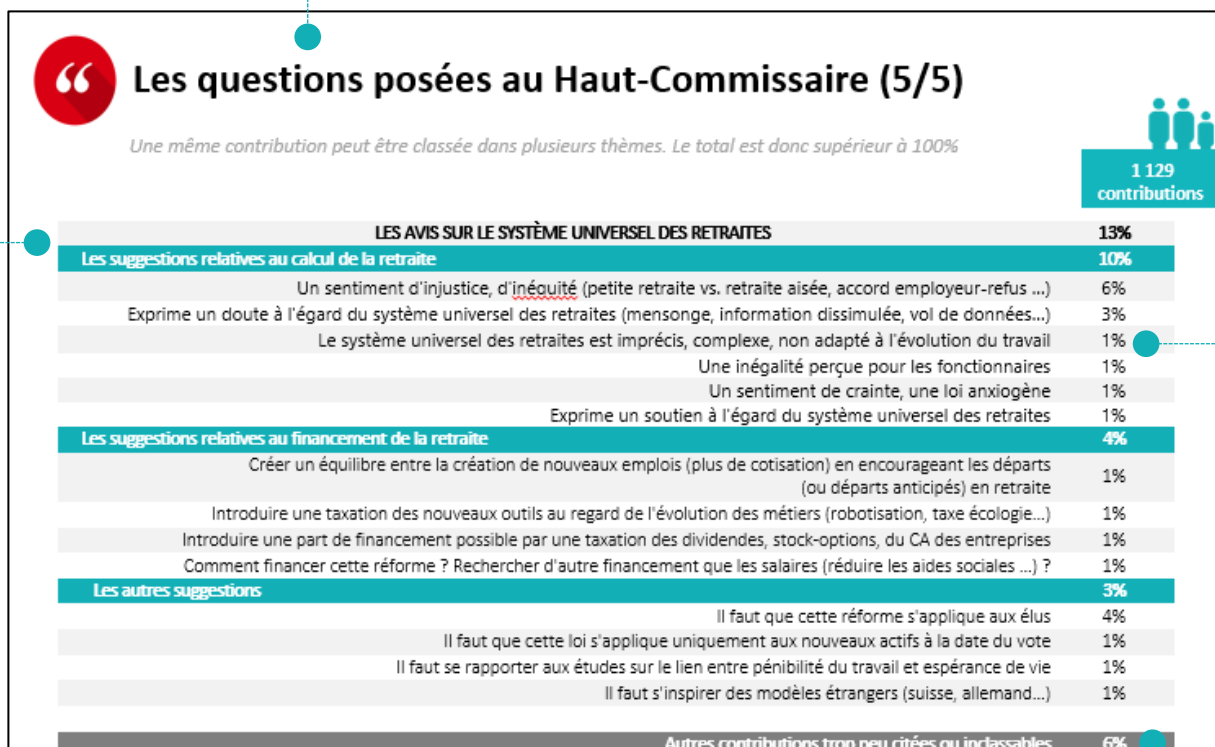 Les questions posées au Haut-Commissaire (5/5)
Une même contribution peut être classée dans plusieurs thèmes. Le total est donc supérieur à 100%
1 129
contributions
LES AVIS SUR LE SYSTÈME UNIVERSEL DES RETRAITES 13%
Les suggestions relatives au calcul de la retraite 10%
Un sentiment d'injustice, d'inéquité (petite retraite vs. retraite aisée, accord employeur-refus ...) 6%
Exprime un doute à l'égard du système universel des retraites (mensonge, information dissimulée, vol de données...) 3%
Le système universel des retraites est imprécis, complexe, non adapté à l'évolution du travail 1%
Une inégalité perçue pour les fonctionnaires 1%
Un sentiment de crainte, une loi anxiogène 1%
Exprime un soutien à l'égard du système universel des retraites 1%
Les suggestions relatives au financement de la retraite 4%
Créer un équilibre entre la création de nouveaux emplois (plus de cotisation) en encourageant les départs
(ou départs anticipés) en retraite 1%
Introduire une taxation des nouveaux outils au regard de l'évolution des métiers (robotisation, taxe écologie...) 1%
Introduire une part de financement possible par une taxation des dividendes, stock-options, du CA des entreprises 1%
Comment financer cette réforme ? Rechercher d'autre financement que les salaires (réduire les aides sociales ...) ? 1%
Les autres suggestions 3%
Il faut que cette réforme s'applique aux élus 4%
Il faut que cette loi s'applique uniquement aux nouveaux actifs à la date du vote 1%
Il faut se rapporter aux études sur le lien entre pénibilité du travail et espérance de vie 1%
Il faut s'inspirer des modèles étrangers (suisse, allemand...) 1%
Autres contributions trop peu citées ou inclassables 6%